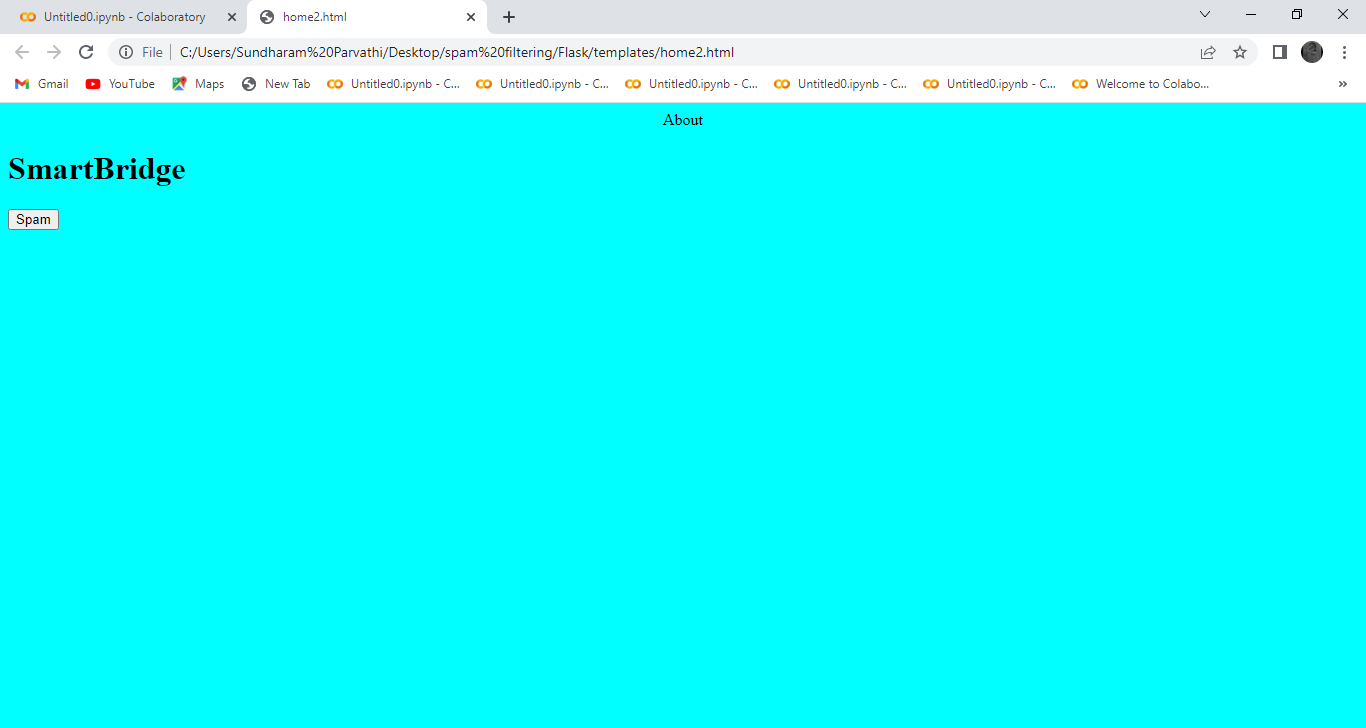 Untitled0.ipynb - Colaboratory home2.html
File C:/Users/Sundharam%20Parvathi/Desktop/spam%20filtering/Flask/templates/home2.html
Gmail YouTube Maps New Tab Untitled0.ipynb - C... Untitled0.ipynb - C... Untitled0.ipynb - C... Untitled0.ipynb - C... Untitled0.ipynb - C... Welcome to Colabo... »
About
SmartBridge
Spam